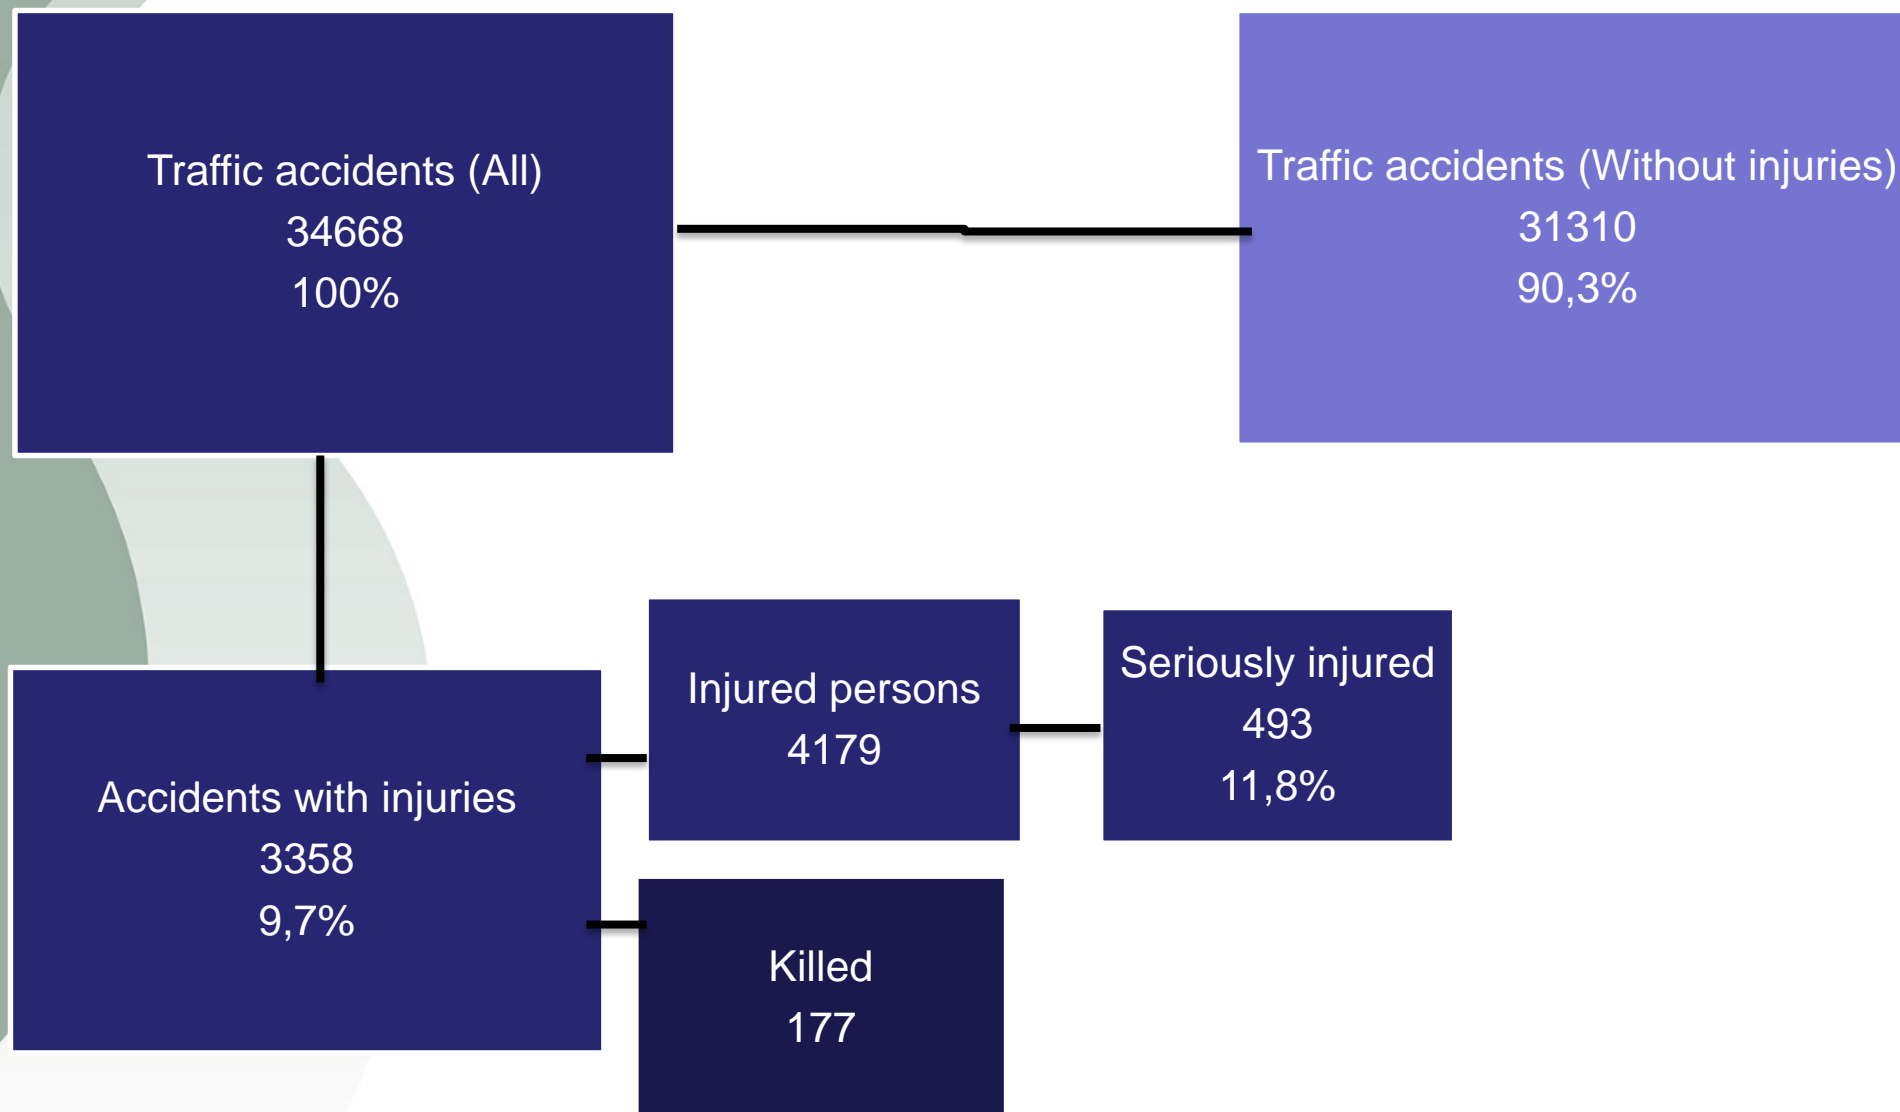 Traffic accidents (All)
34668
100%
Traffic accidents (Without injuries)
31310
90,3%
Accidents with injuries
3358
9,7%
Injured persons
4179
Seriously injured
493
11,8%
Killed
177